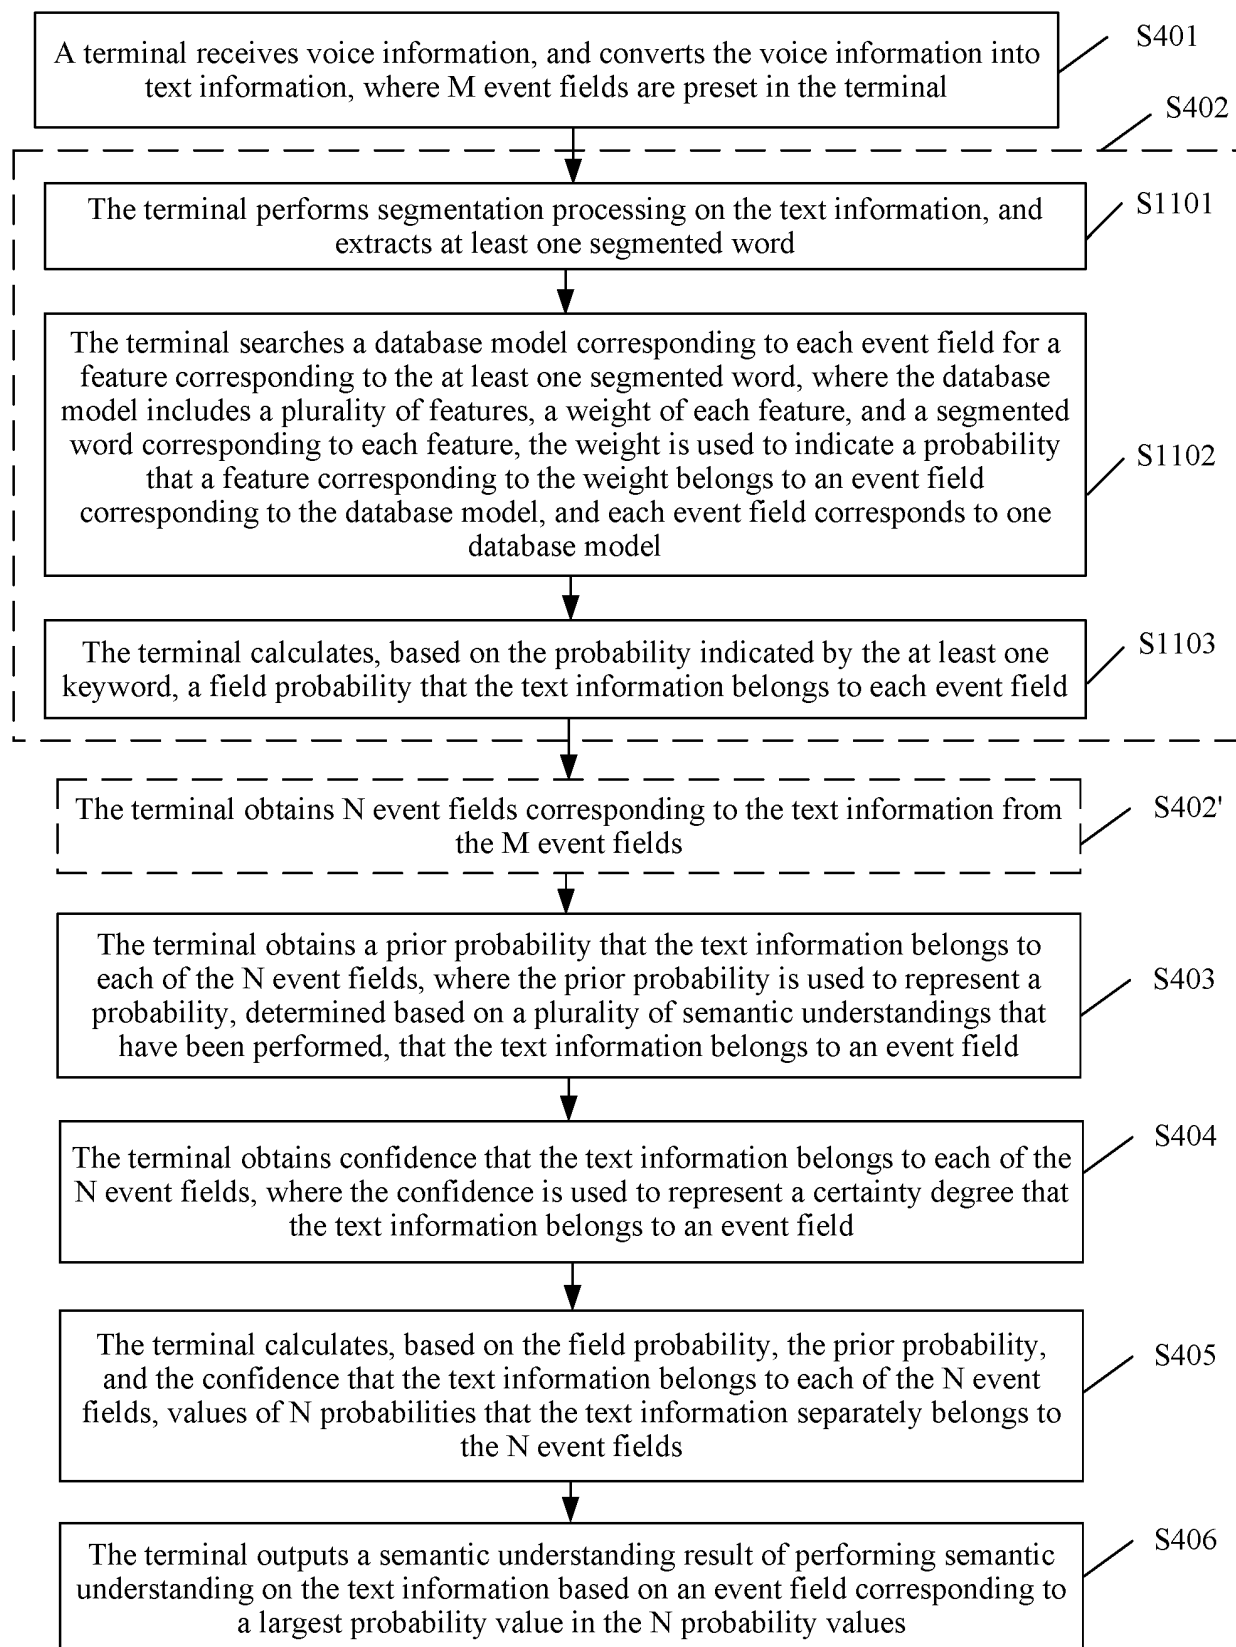 A terminal receives voice information, and converts the voice information into
text information, where M event fields are preset in the terminal
S401
S402
The terminal performs segmentation processing on the text information, and
extracts at least one segmented word
S1101
The terminal searches a database model corresponding to each event field for a
feature corresponding to the at least one segmented word, where the database
model includes a plurality of features, a weight of each feature, and a segmented
word corresponding to each feature, the weight is used to indicate a probability
that a feature corresponding to the weight belongs to an event field
corresponding to the database model, and each event field corresponds to one
database model
S1102
The terminal calculates, based on the probability indicated by the at least one
keyword, a field probability that the text information belongs to each event field
S1103
The terminal obtains N event fields corresponding to the text information from
the M event fields
S402'
The terminal obtains a prior probability that the text information belongs to
each of the N event fields, where the prior probability is used to represent a
probability, determined based on a plurality of semantic understandings that
have been performed, that the text information belongs to an event field
S403
The terminal obtains confidence that the text information belongs to each of the
N event fields, where the confidence is used to represent a certainty degree that
the text information belongs to an event field
S404
The terminal calculates, based on the field probability, the prior probability,
and the confidence that the text information belongs to each of the N event
fields, values of N probabilities that the text information separately belongs to
the N event fields
S405
The terminal outputs a semantic understanding result of performing semantic
understanding on the text information based on an event field corresponding to
a largest probability value in the N probability values
S406